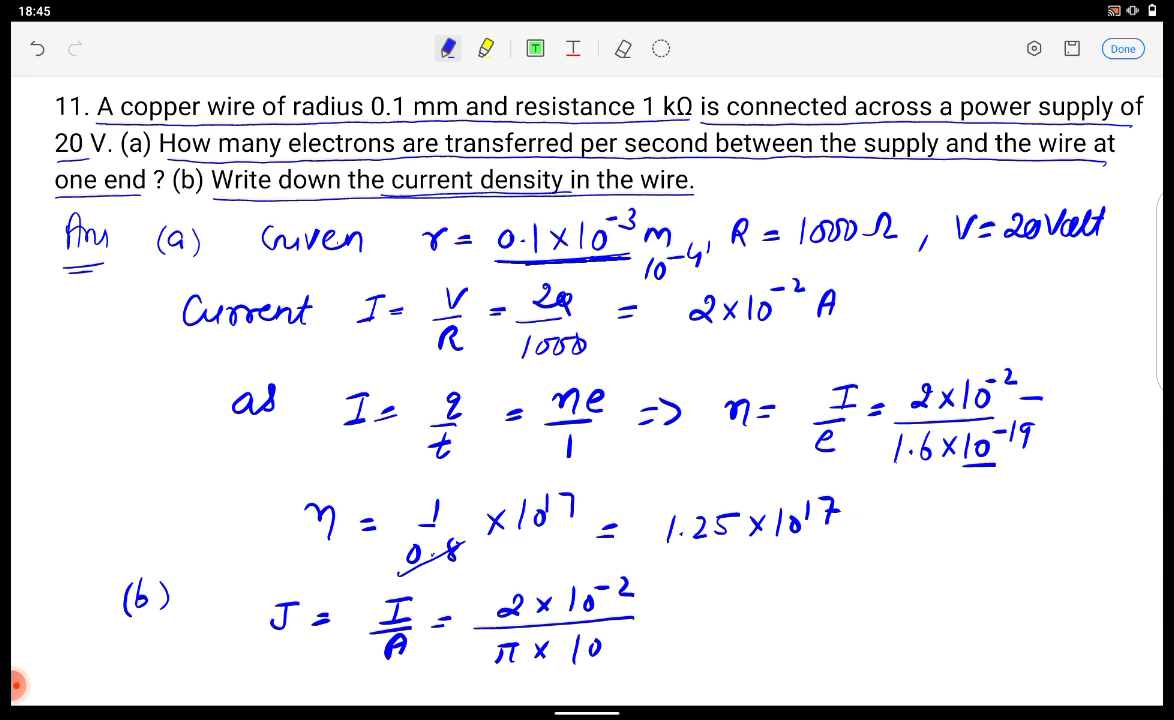 18:45
Done
11. A copper wire of radius 0.1 mm and resistance 1 kΩ is connected across a power supply of
20 V. (a) How many electrons are transferred per second between the supply and the wire at
one end ? (b) Write down the current density in the wire.
Ans (a) Given r = 0.1×10⁻³ m 10⁻⁴, R = 1000 Ω, V = 20 Volt
Current I = V/R = 20/1000 = 2×10⁻² A
as I = q/t = ne/1 => n = I/e = 2×10⁻²/1.6×10⁻¹⁹
n = 1/0.8 ×10¹⁷ = 1.25×10¹⁷
(b) J = I/A = 2×10⁻²/π×10